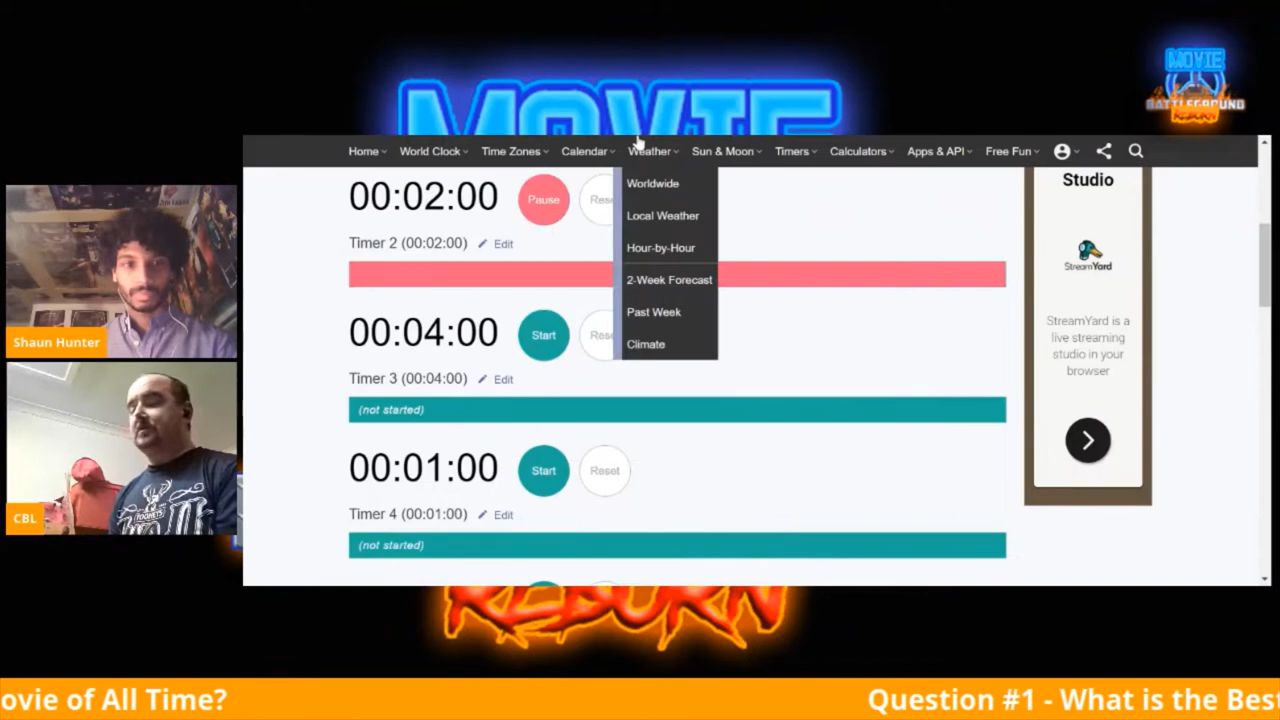 MOVIE
MOVIE
BATTLEGROUND
REBORN
Home World Clock Time Zones Calendar Weather Sun & Moon Timers Calculators Apps & API Free Fun
Worldwide
Local Weather
Hour-by-Hour
2-Week Forecast
Past Week
Climate
00:02:00 Pause
Timer 2 (00:02:00) Edit
00:04:00 Start
Timer 3 (00:04:00) Edit
(not started)
00:01:00 Start Reset
Timer 4 (00:01:00) Edit
(not started)
Studio
StreamYard
StreamYard is a
live streaming
studio in your
browser
Shaun Hunter
CBL
REBORN
ovie of All Time? Question #1 - What is the Best